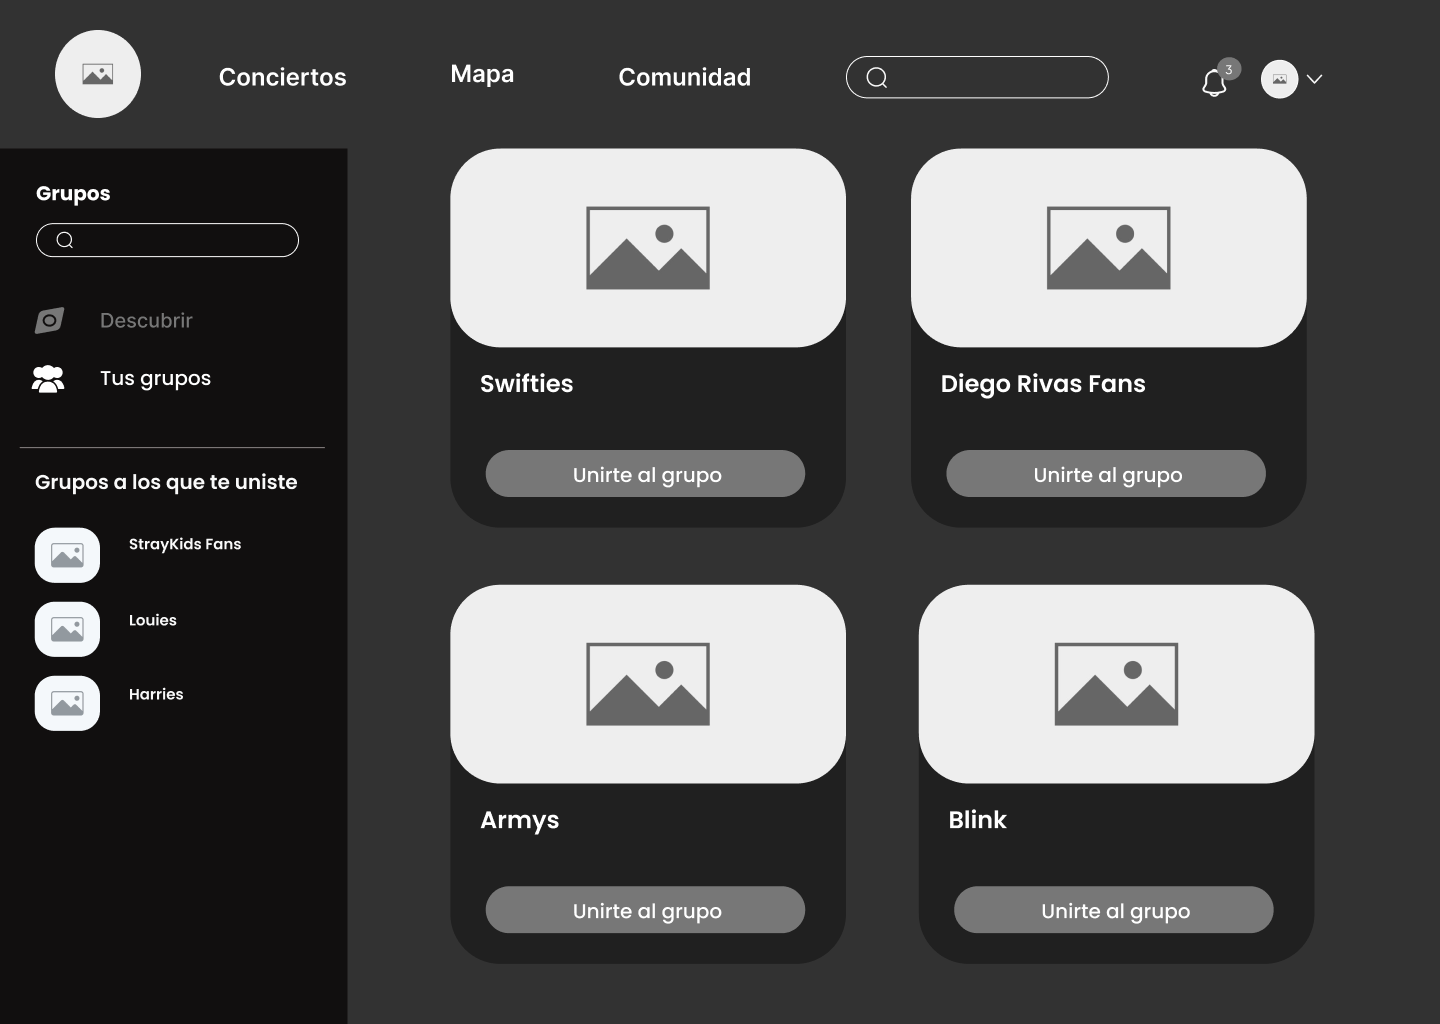 Conciertos
Mapa
Comunidad
3
Grupos
Descubrir
Tus grupos
Grupos a los que te uniste
StrayKids Fans
Louies
Harries
Swifties
Unirte al grupo
Diego Rivas Fans
Unirte al grupo
Armys
Unirte al grupo
Blink
Unirte al grupo